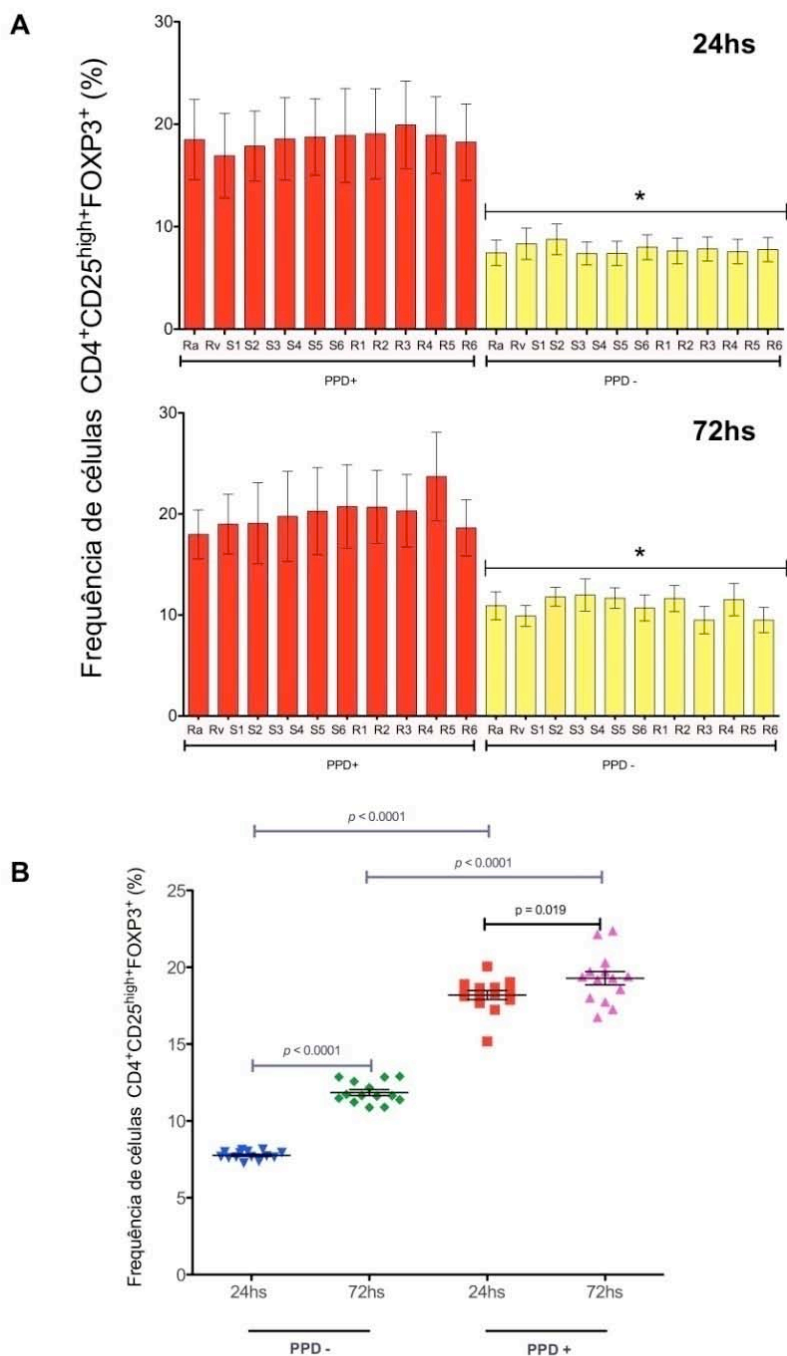 A
Frequência de células CD4⁺CD25ʰⁱᵍʰ⁺FOXP3⁺ (%)
24hs
30
20
10
0
*
Ra Rv S1 S2 S3 S4 S5 S6 R1 R2 R3 R4 R5 R6 Ra Rv S1 S2 S3 S4 S5 S6 R1 R2 R3 R4 R5 R6
PPD+ PPD -
72hs
30
20
10
0
*
Ra Rv S1 S2 S3 S4 S5 S6 R1 R2 R3 R4 R5 R6 Ra Rv S1 S2 S3 S4 S5 S6 R1 R2 R3 R4 R5 R6
PPD+ PPD -
B
Frequência de células CD4⁺CD25ʰⁱᵍʰ⁺FOXP3⁺ (%)
p < 0.0001
p < 0.0001
p = 0.019
p < 0.0001
25
20
15
10
5
0
24hs 72hs 24hs 72hs
PPD - PPD +